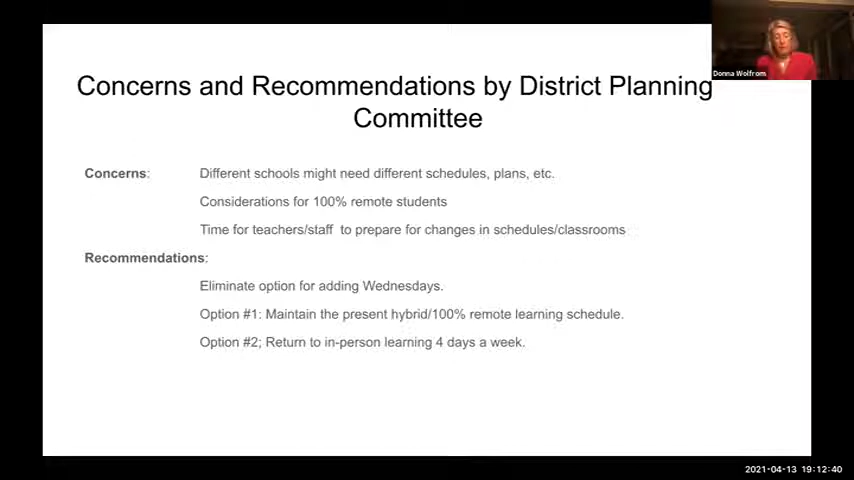 Donna Wolfrom
Concerns and Recommendations by District Planning
Committee
Concerns: Different schools might need different schedules, plans, etc.
Considerations for 100% remote students
Time for teachers/staff to prepare for changes in schedules/classrooms
Recommendations:
Eliminate option for adding Wednesdays.
Option #1: Maintain the present hybrid/100% remote learning schedule.
Option #2; Return to in-person learning 4 days a week.
2021-04-13 19:12:40